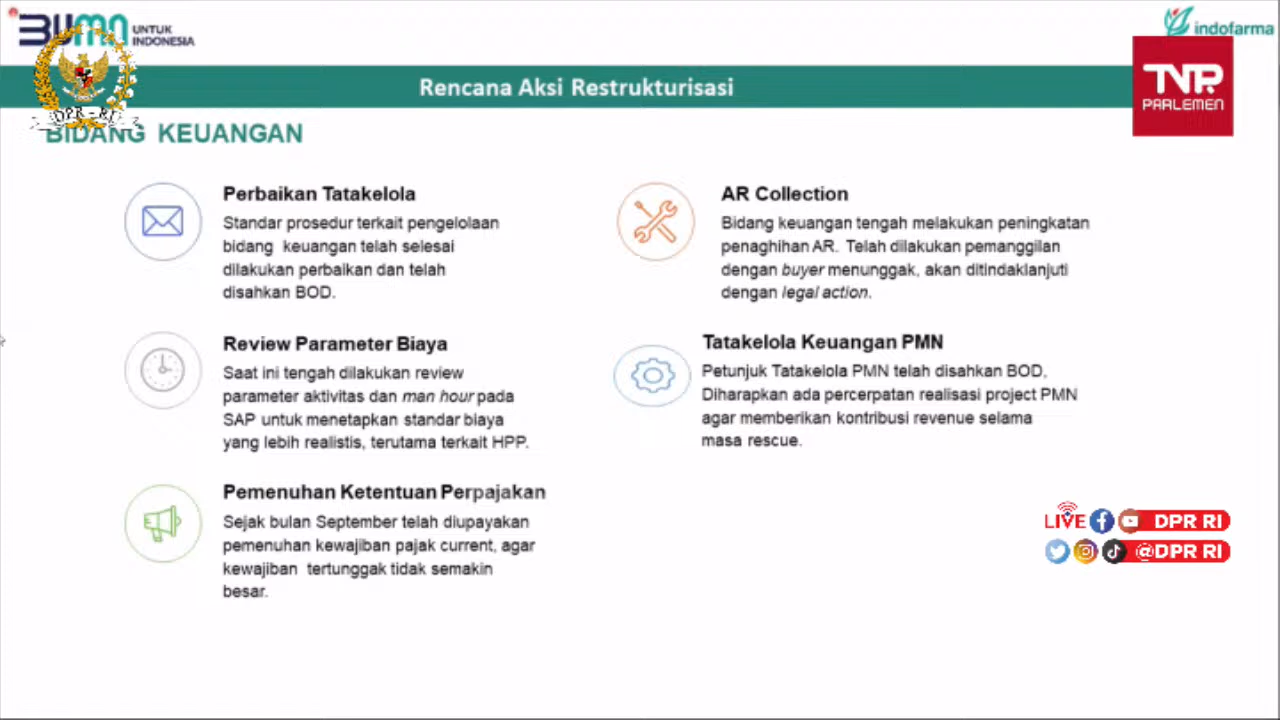 BUMN
UNTUK
INDONESIA
indofarma
Rencana Aksi Restrukturisasi
TVR
PARLEMEN
DPR - RI
BIDANG KEUANGAN
Perbaikan Tatakelola
Standar prosedur terkait pengelolaan
bidang keuangan telah selesai
dilakukan perbaikan dan telah
disahkan BOD.
AR Collection
Bidang keuangan tengah melakukan peningkatan
penagihan AR. Telah dilakukan pemanggilan
dengan buyer menunggak, akan ditindaklanjuti
dengan legal action.
Review Parameter Biaya
Saat ini tengah dilakukan review
parameter aktivitas dan man hour pada
SAP untuk menetapkan standar biaya
yang lebih realistis, terutama terkait HPP.
Tatakelola Keuangan PMN
Petunjuk Tatakelola PMN telah disahkan BOD,
Diharapkan ada percerpatan realisasi project PMN
agar memberikan kontribusi revenue selama
masa rescue.
Pemenuhan Ketentuan Perpajakan
Sejak bulan September telah diupayakan
pemenuhan kewajiban pajak current, agar
kewajiban tertunggak tidak semakin
besar.
LIVE DPR RI
@DPR RI